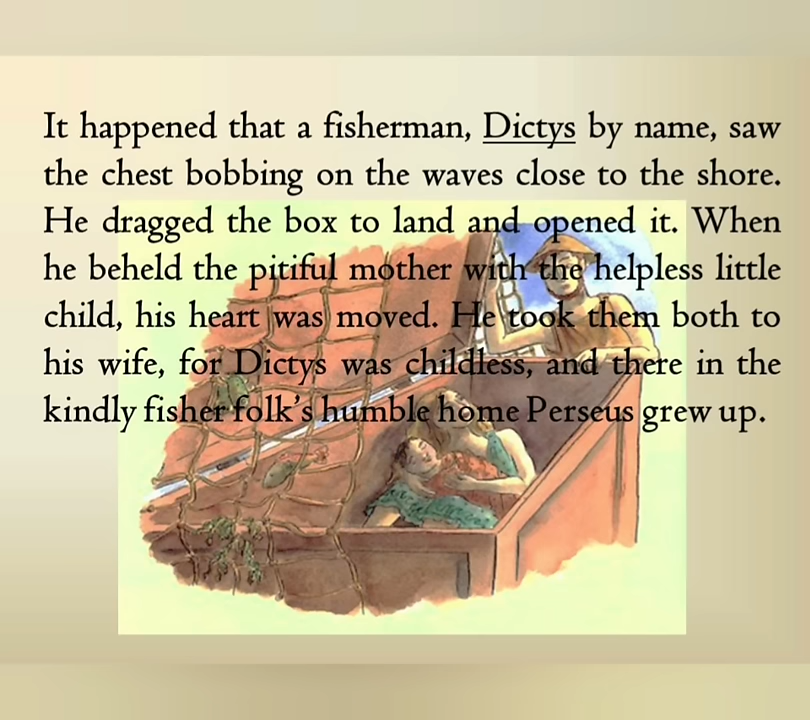 It happened that a fisherman, Dictys by name, saw
the chest bobbing on the waves close to the shore.
He dragged the box to land and opened it. When
he beheld the pitiful mother with the helpless little
child, his heart was moved. He took them both to
his wife, for Dictys was childless, and there in the
kindly fisher folk's humble home Perseus grew up.